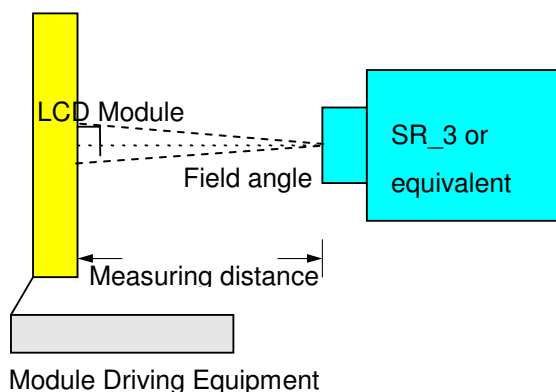 LCD Module
SR_3 or
equivalent
Field angle
Measuring distance
Module Driving Equipment